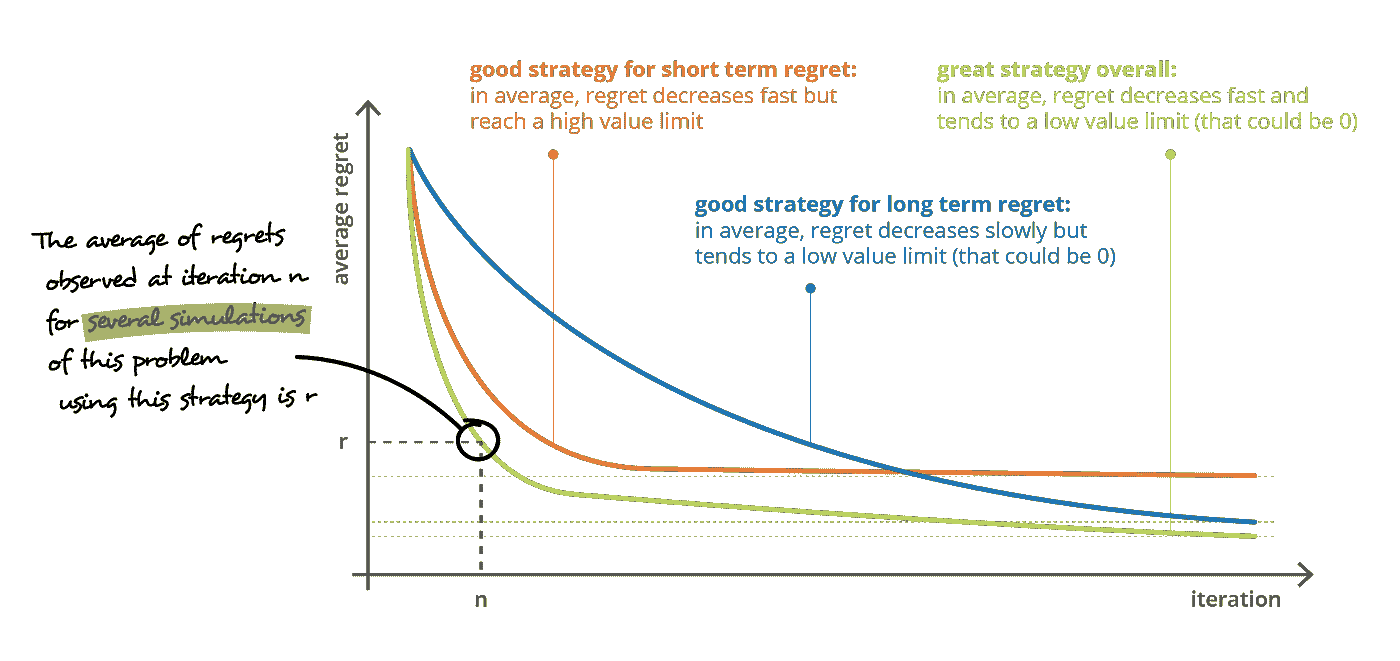 good strategy for short term regret:
in average, regret decreases fast but
reach a high value limit
great strategy overall:
in average, regret decreases fast and
tends to a low value limit (that could be 0)
good strategy for long term regret:
in average, regret decreases slowly but
tends to a low value limit (that could be 0)
average regret
The average of regrets
observed at iteration n
for several simulations
of this problem
using this strategy is r
r
n
iteration